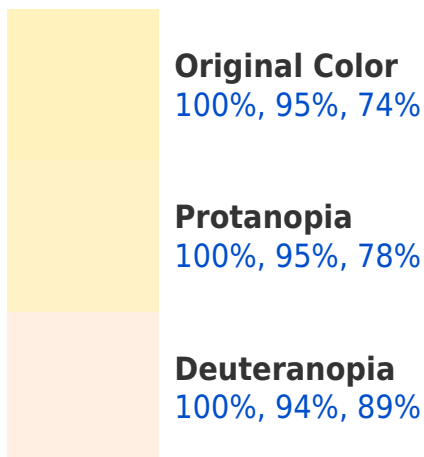 Original Color
100%, 95%, 74%
Protanopia
100%, 95%, 78%
Deuteranopia
100%, 94%, 89%